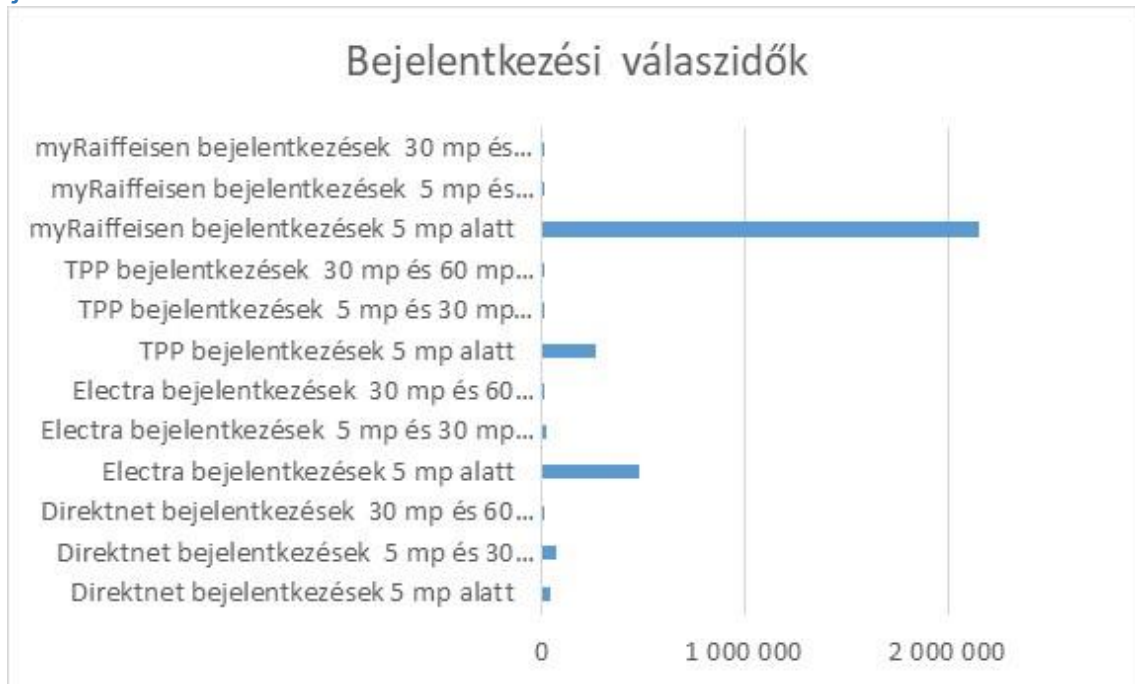 Bejelentkezési válaszidők
myRaiffeisen bejelentkezések 30 mp és...
myRaiffeisen bejelentkezések 5 mp és...
myRaiffeisen bejelentkezések 5 mp alatt
TPP bejelentkezések 30 mp és 60 mp...
TPP bejelentkezések 5 mp és 30 mp...
TPP bejelentkezések 5 mp alatt
Electra bejelentkezések 30 mp és 60...
Electra bejelentkezések 5 mp és 30 mp...
Electra bejelentkezések 5 mp alatt
Direktnet bejelentkezések 30 mp és 60...
Direktnet bejelentkezések 5 mp és 30...
Direktnet bejelentkezések 5 mp alatt
0 1 000 000 2 000 000